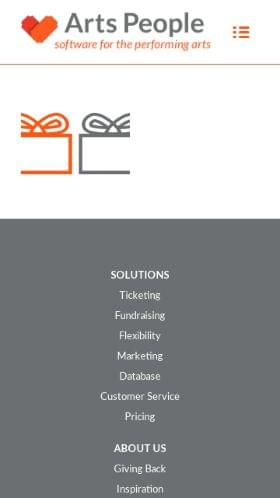 Arts People
software for the performing arts
SOLUTIONS
Ticketing
Fundraising
Flexibility
Marketing
Database
Customer Service
Pricing
ABOUT US
Giving Back
Inspiration